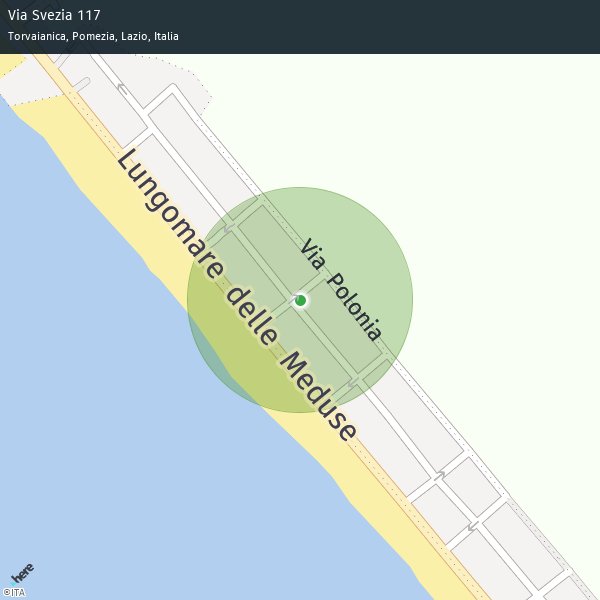 Via Svezia 117
Torvaianica, Pomezia, Lazio, Italia
Lungomare delle Meduse
Via Polonia
here
©ITA